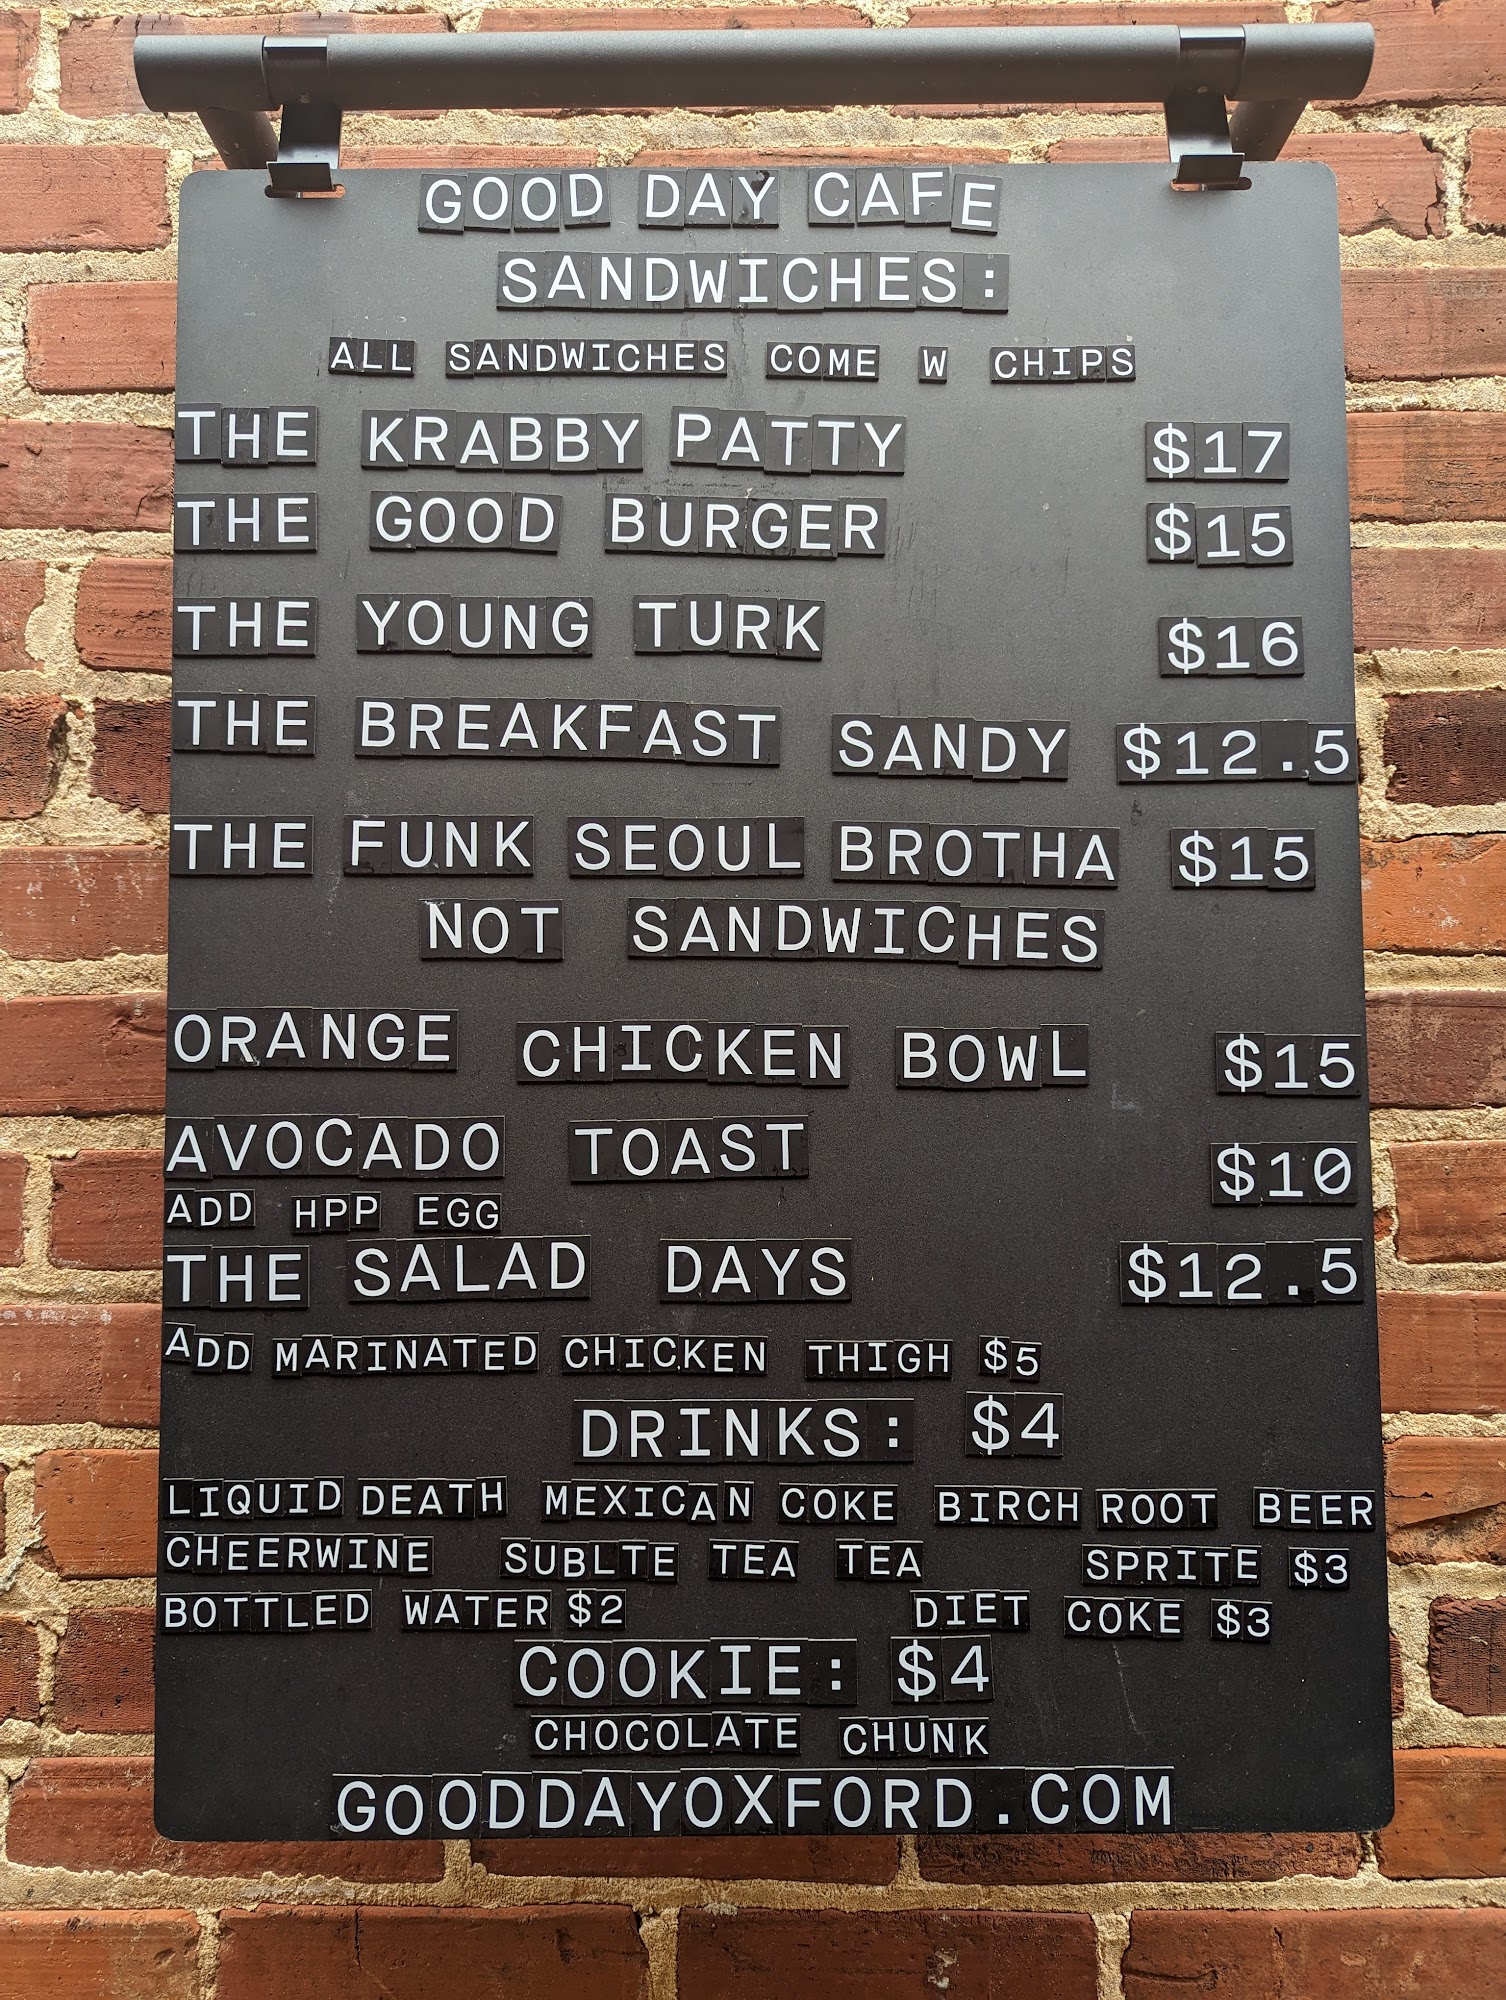 GOOD DAY CAFE
SANDWICHES:
ALL SANDWICHES COME W CHIPS
THE KRABBY PATTY $17
THE GOOD BURGER $15
THE YOUNG TURK $16
THE BREAKFAST SANDY $12.5
THE FUNK SEOUL BROTHA $15
NOT SANDWICHES
ORANGE CHICKEN BOWL $15
AVOCADO TOAST $10
ADD HPP EGG
THE SALAD DAYS $12.5
ADD MARINATED CHICKEN THIGH $5
DRINKS: $4
LIQUID DEATH MEXICAN COKE BIRCH ROOT BEER
CHEERWINE SUBLTE TEA TEA SPRITE $3
BOTTLED WATER $2 DIET COKE $3
COOKIE: $4
CHOCOLATE CHUNK
GOODDAYOXFORD.COM